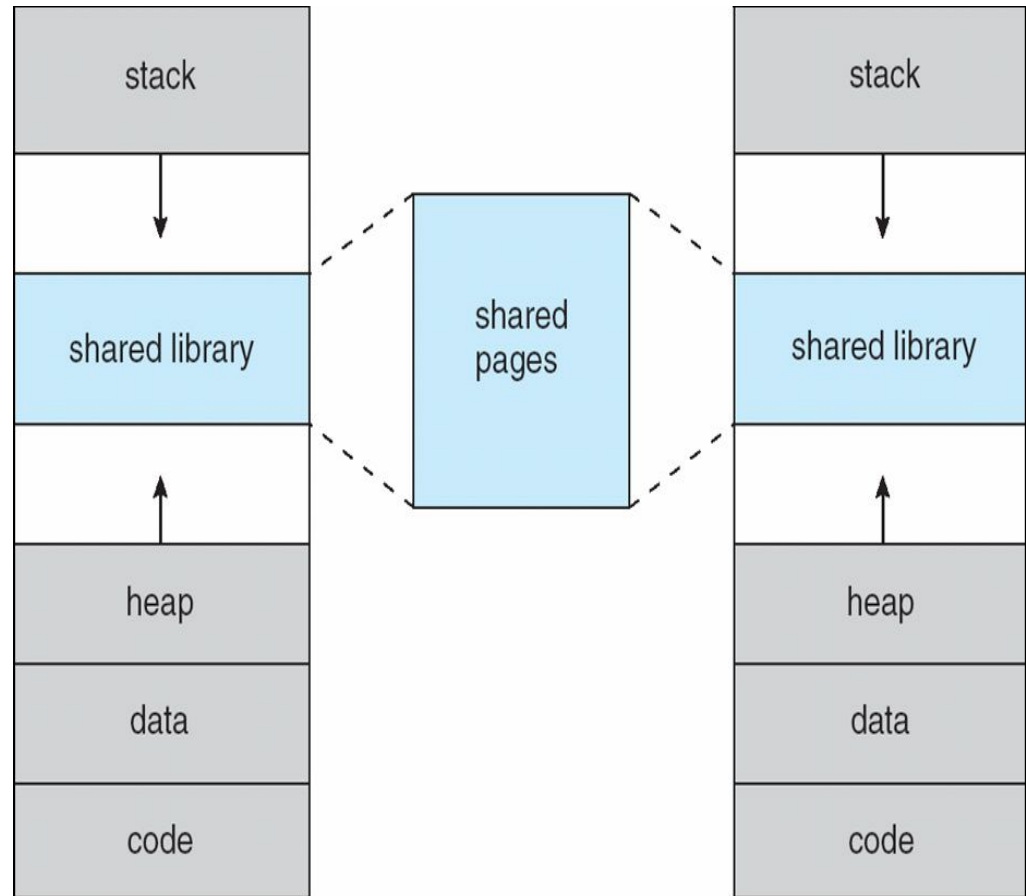 stack
shared library
heap
data
code
shared
pages
stack
shared library
heap
data
code